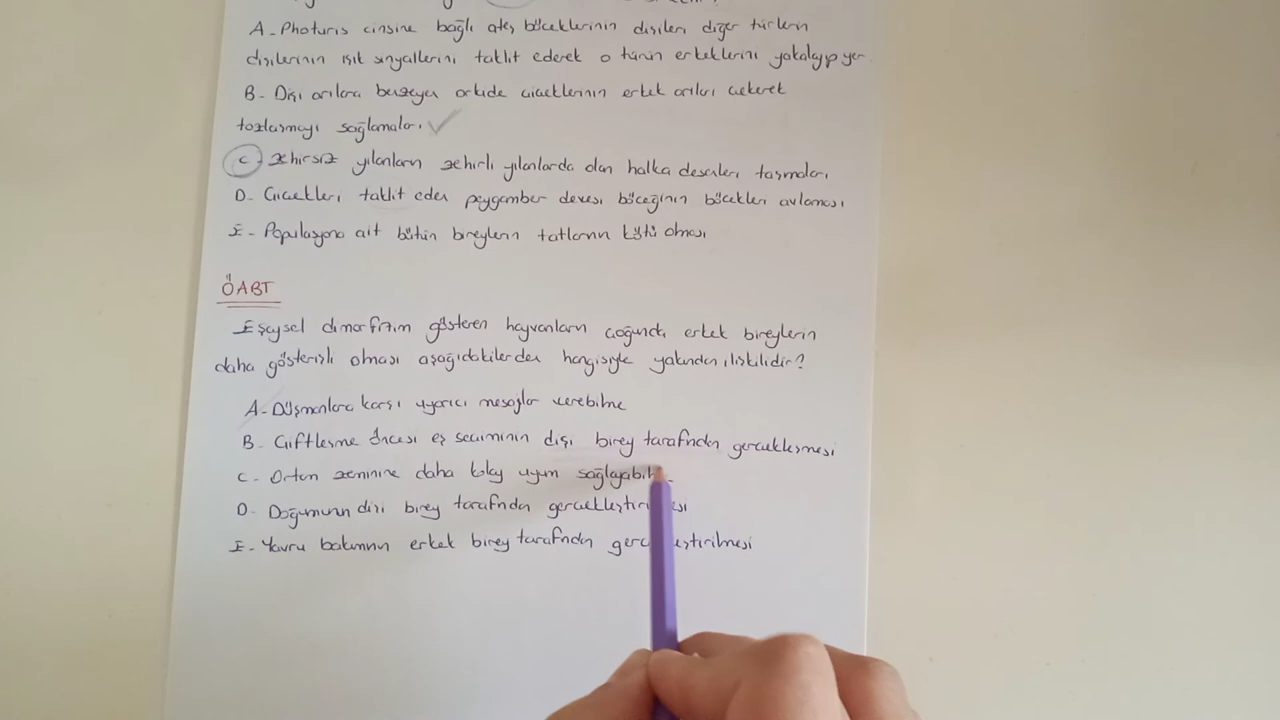 A - Photuris cinsine bağlı ateş böceklerinin dişileri diğer türlerin
dişilerinin ışık sinyallerini taklit ederek o türün erkeklerini yakalayıp yer
B - Dişi arılara benzeyen orkide çiçeklerinin erkek arıları çekerek
tozlaşmayı sağlamaları
C - Zehirsiz yılanların zehirli yılanlarda olan halka desenleri taşımaları
D - Çiçekleri taklit eden peygamber devesi böceğinin böcekleri avlaması
E - Populasyona ait bütün bireylerin tatlarının kötü olması
ÖABT
Eşeysel dimorfizm gösteren hayvanların çoğunda erkek bireylerin
daha gösterişli olması aşağıdakilerden hangisiyle yakından ilişkilidir?
A - Düşmanlara karşı uyarıcı mesajlar verebilme
B - Çiftleşme öncesi eş seçiminin dişi birey tarafından gerçekleşmesi
C - Ortam zeminine daha kolay uyum
D - Doğumunun dişi birey tarafından
E - Yavru bakımının erkek birey tarafından